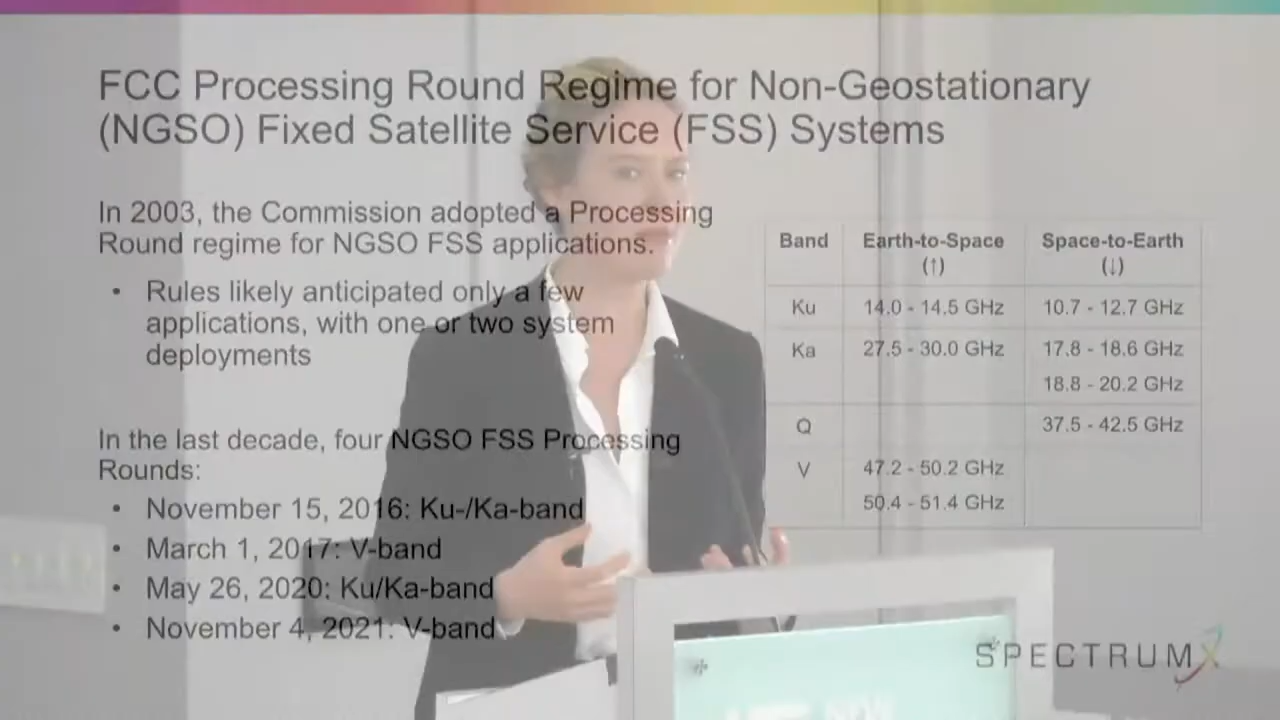 FCC Processing Round Regime for Non-Geostationary
(NGSO) Fixed Satellite Service (FSS) Systems
In 2003, the Commission adopted a Processing
Round regime for NGSO FSS applications.
• Rules likely anticipated only a few
applications, with one or two system
deployments
In the last decade, four NGSO FSS Processing
Rounds:
• November 15, 2016: Ku-/Ka-band
• March 1, 2017: V-band
• May 26, 2020: Ku/Ka-band
• November 4, 2021: V-band
Band Earth-to-Space Space-to-Earth
(↑) (↓)
Ku 14.0 - 14.5 GHz 10.7 - 12.7 GHz
Ka 27.5 - 30.0 GHz 17.8 - 18.6 GHz
18.8 - 20.2 GHz
Q 37.5 - 42.5 GHz
V 47.2 - 50.2 GHz
50.4 - 51.4 GHz
SPECTRUMX